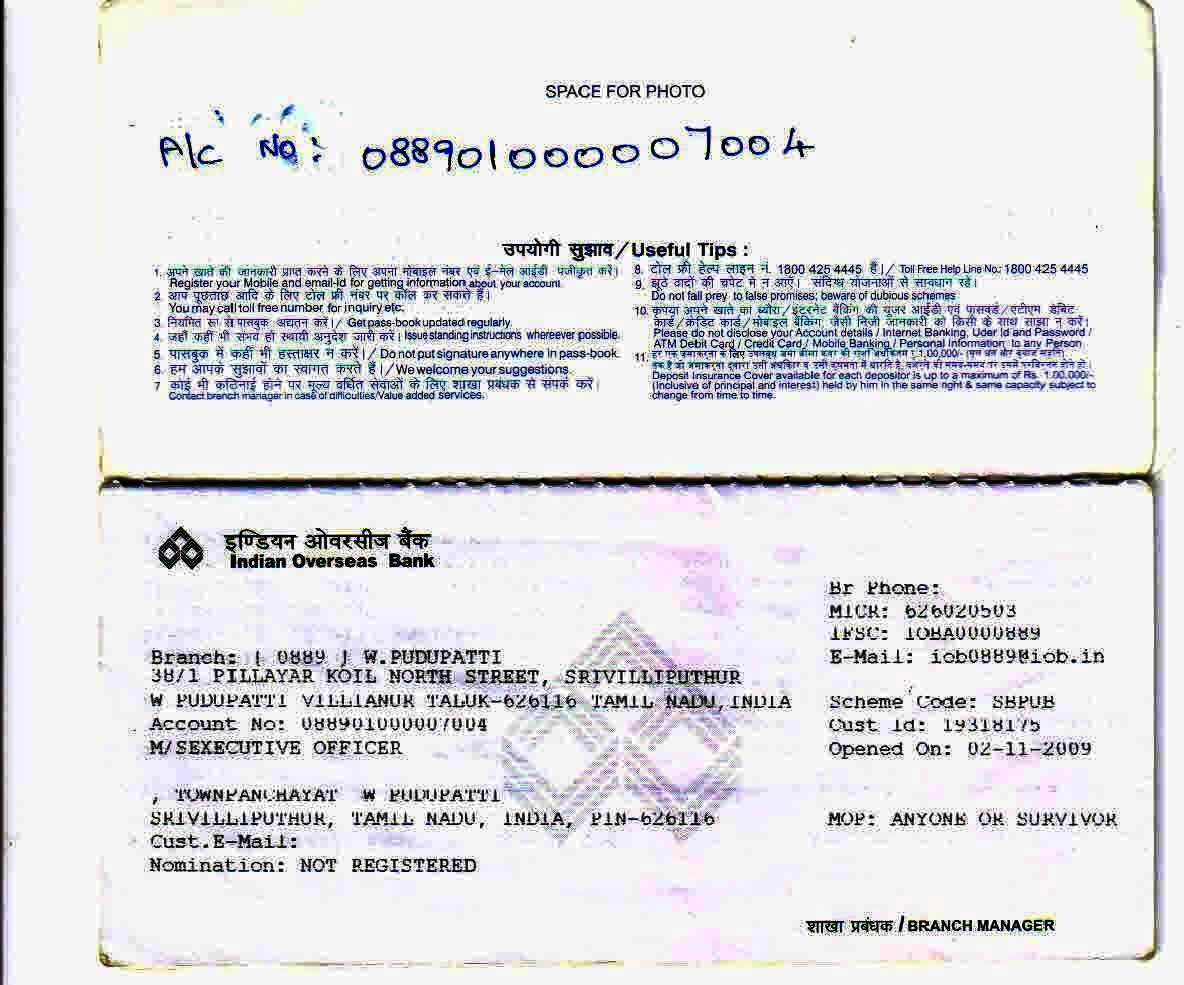 SPACE FOR PHOTO
A/c No: 088901000007004
उपयोगी सुझाव/Useful Tips :
1. अपने खाते की जानकारी प्राप्त करने के लिए अपना मोबाइल नंबर एवं ई-मेल आईडी पंजीकृत करें।
Register your Mobile and email-Id for getting information about your account.
2. आप पूछताछ आदि के लिए टोल फ्री नंबर पर कॉल कर सकते हैं।
You may call toll free number for inquiry etc.
3. नियमित रूप से पासबुक अद्यतन करें।/ Get pass-book updated regularly.
4. जहाँ कहीं भी संभव हो स्थायी अनुदेश जारी करें। Issue standing instructions whereever possible.
5. पासबुक में कहीं भी हस्ताक्षर न करें।/ Do not put signature anywhere in pass-book.
6. हम आपके सुझावों का स्वागत करते हैं।/We welcome your suggestions.
7 कोई भी कठिनाई होने पर मूल्य वर्धित सेवाओं के लिए शाखा प्रबंधक से संपर्क करें।
Contact branch manager in case of difficulties/Value added services.
8. टोल फ्री हेल्प लाइन नं. 1800 425 4445 है।/ Toll Free Help Line No: 1800 425 4445
9. झूठे वादों की चपेट में न आएँ। संदिग्ध योजनाओं से सावधान रहें।
Do not fall prey to false promises; beware of dubious schemes
10. कृपया अपने खाते का ब्यौरा/इंटरनेट बैंकिंग की यूजर आईडी एवं पासवर्ड/एटीएम डेबिट
कार्ड/क्रेडिट कार्ड/मोबाइल बैंकिंग जैसी निजी जानकारी को किसी के साथ साझा न करें।
Please do not disclose your Account details / Internet Banking, Uder Id and Password /
ATM Debit Card / Credit Card / Mobile Banking / Personal Information to any Person
11. हर एक जमाकर्ता के लिए उपलब्ध जमा बीमा कवर की 1,00,000/-
Deposit Insurance Cover available for each depositor is up to a maximum of Rs. 1,00,000/-
(Inclusive of principal and interest) held by him in the same right & same capacity subject to
change from time to time.
इण्डियन ओवरसीज बैंक
Indian Overseas Bank
Br Phone:
MICR: 626020503
IFSC: IOBA0000889
E-Mail: iob0889@iob.in
Branch: [ 0889 ] W.PUDUPATTI
38/1 PILLAYAR KOIL NORTH STREET, SRIVILLIPUTHUR
W PUDUPATTI VILLIANUR TALUK-626116 TAMIL NADU,INDIA
Account No: 088901000007004
M/SEXECUTIVE OFFICER
Scheme Code: SBPUB
Cust Id: 19318175
Opened On: 02-11-2009
, TOWNPANCHAYAT W PUDUPATTI
SRIVILLIPUTHUR, TAMIL NADU, INDIA, PIN-626116
MOP: ANYONE OR SURVIVOR
Cust.E-Mail:
Nomination: NOT REGISTERED
शाखा प्रबंधक / BRANCH MANAGER